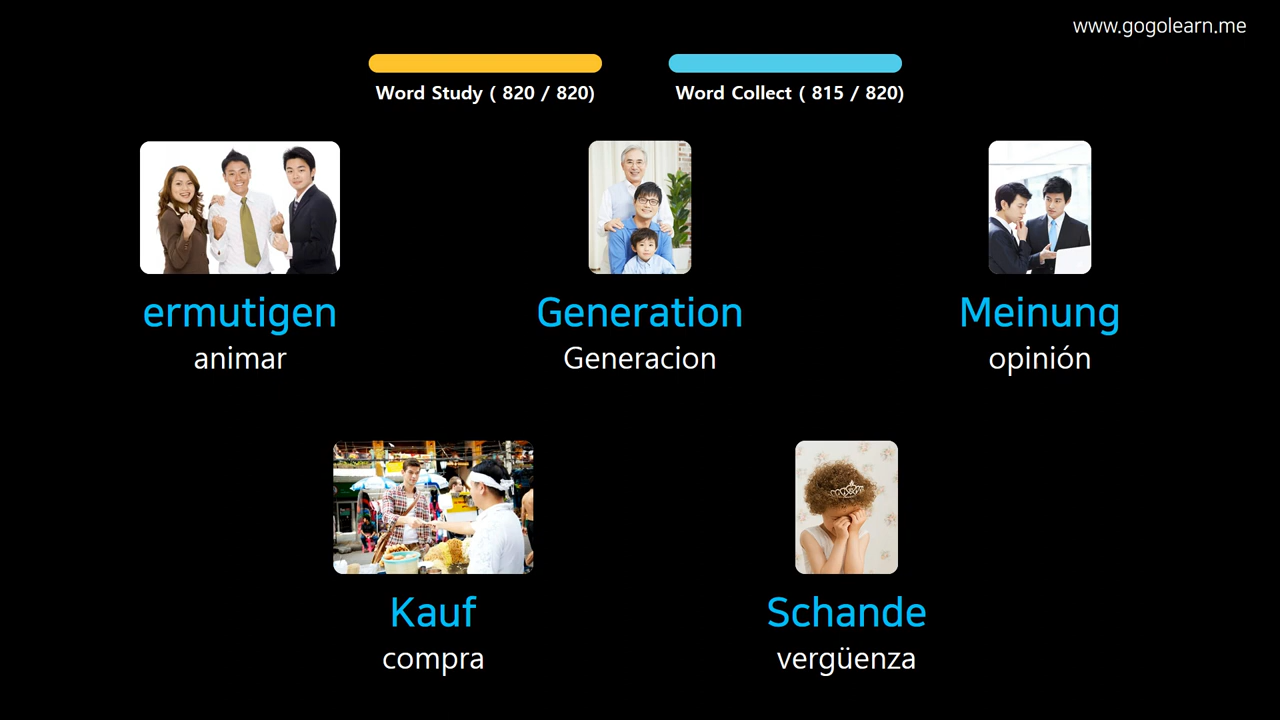 www.gogolearn.me
Word Study ( 820 / 820)
Word Collect ( 815 / 820)
ermutigen
animar
Generation
Generacion
Meinung
opinión
Kauf
compra
Schande
vergüenza